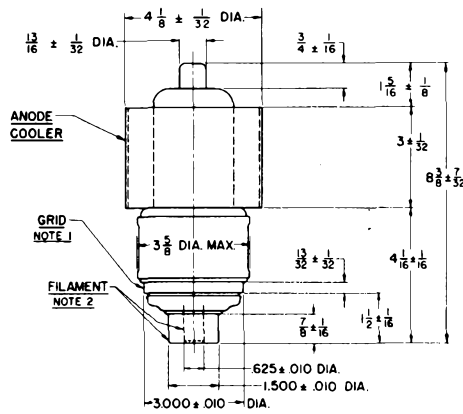 4 1/8 ± 1/32 DIA.
13/16 ± 1/32 DIA.
3/4 ± 1/16
1 5/16 ± 1/8
ANODE
COOLER
3 ± 1/32
8 3/8 ± 7/32
GRID
NOTE 1
3 5/8 DIA. MAX.
13/32 ± 1/32
4 1/16 ± 1/16
FILAMENT
NOTE 2
7/8 ± 1/16
1 1/2 ± 1/16
.625 ± .010 DIA.
1.500 ± .010 DIA.
3.000 ± .010 DIA.